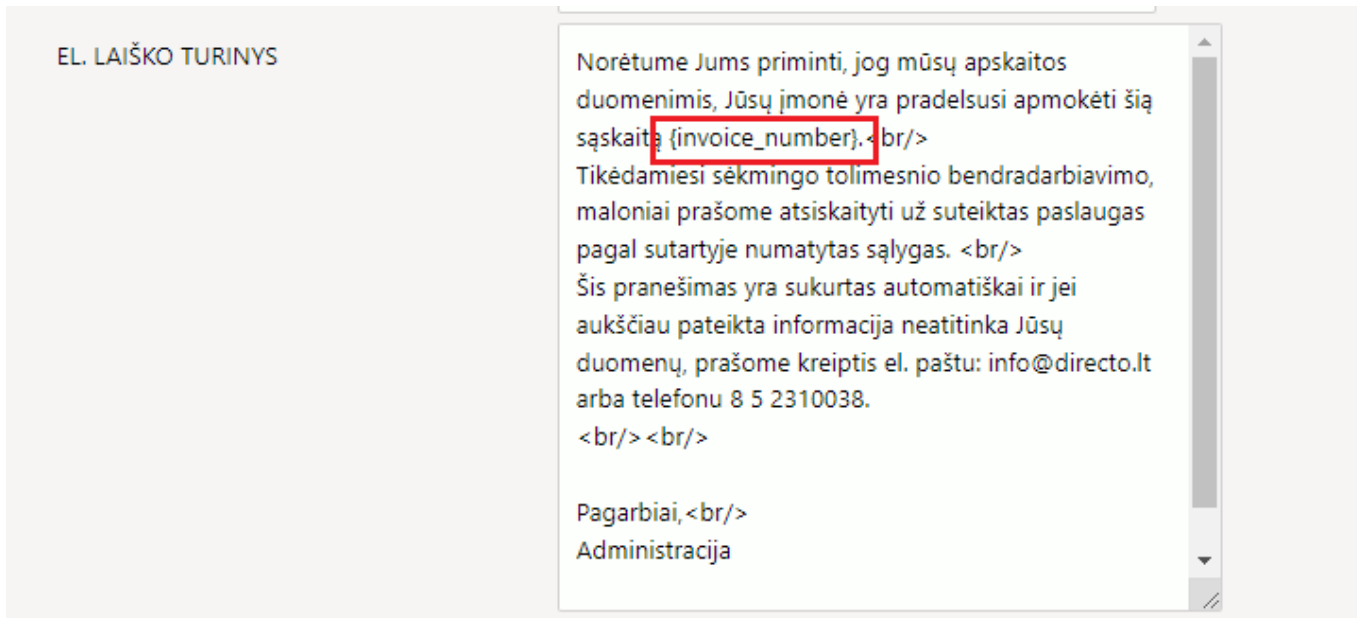 EL. LAIŠKO TURINYS
Norėtume Jums priminti, jog mūsų apskaitos
duomenimis, Jūsų įmonė yra pradelsusi apmokėti šią
sąskaitą {invoice_number}.<br/>
Tikėdamiesi sėkmingo tolimesnio bendradarbiavimo,
maloniai prašome atsiskaityti už suteiktas paslaugas
pagal sutartyje numatytas sąlygas. <br/>
Šis pranešimas yra sukurtas automatiškai ir jei
aukščiau pateikta informacija neatitinka Jūsų
duomenų, prašome kreiptis el. paštu: info@directo.lt
arba telefonu 8 5 2310038.
<br/><br/>
Pagarbiai,<br/>
Administracija